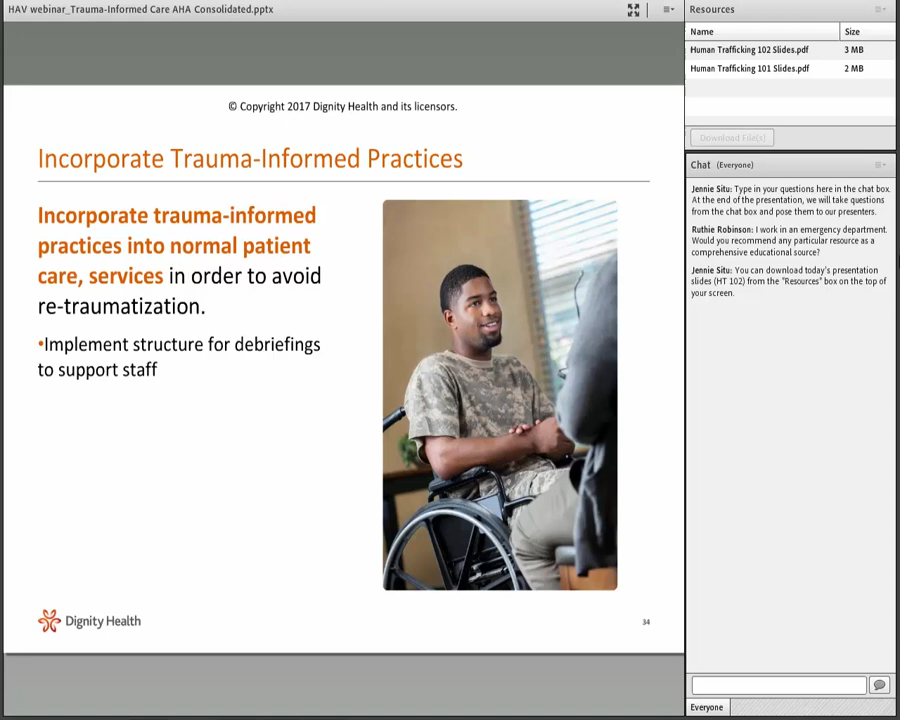 HAV webinar_Trauma-Informed Care AHA Consolidated.pptx
© Copyright 2017 Dignity Health and its licensors.
Incorporate Trauma-Informed Practices
Incorporate trauma-informed
practices into normal patient
care, services in order to avoid
re-traumatization.
•Implement structure for debriefings
to support staff
Dignity Health
34
Resources
Name Size
Human Trafficking 102 Slides.pdf 3 MB
Human Trafficking 101 Slides.pdf 2 MB
Download File(s)
Chat (Everyone)
Jennie Situ: Type in your questions here in the chat box.
At the end of the presentation, we will take questions
from the chat box and pose them to our presenters.
Ruthie Robinson: I work in an emergency department.
Would you recommend any particular resource as a
comprehensive educational source?
Jennie Situ: You can download today's presentation
slides (HT 102) from the "Resources" box on the top of
your screen.
Everyone